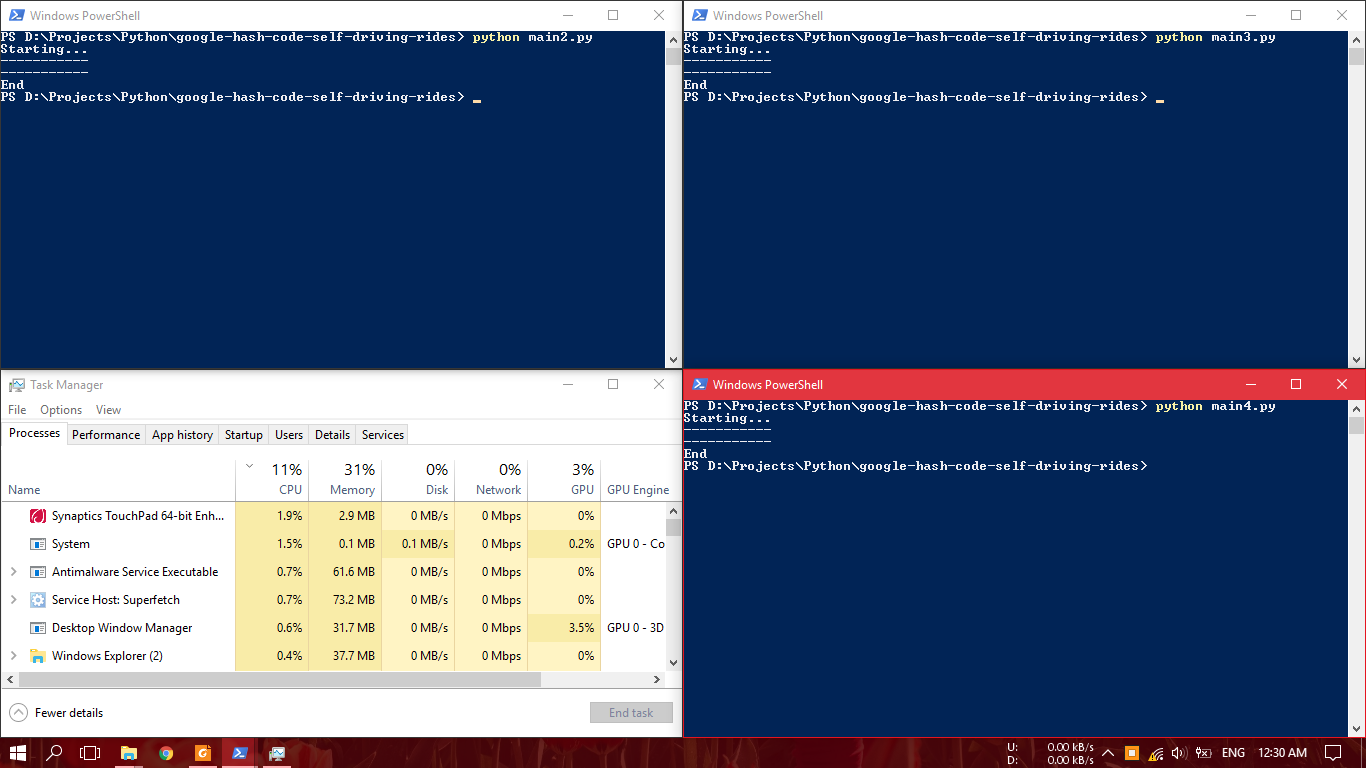 Windows PowerShell
PS D:\Projects\Python\google-hash-code-self-driving-rides> python main2.py
Starting...
-----------
-----------
End
PS D:\Projects\Python\google-hash-code-self-driving-rides>
Windows PowerShell
PS D:\Projects\Python\google-hash-code-self-driving-rides> python main3.py
Starting...
-----------
-----------
End
PS D:\Projects\Python\google-hash-code-self-driving-rides>
Task Manager
File Options View
Processes Performance App history Startup Users Details Services
11% 31% 0% 0% 3%
Name CPU Memory Disk Network GPU GPU Engine
Synaptics TouchPad 64-bit Enh... 1.9% 2.9 MB 0 MB/s 0 Mbps 0%
System 1.5% 0.1 MB 0.1 MB/s 0 Mbps 0.2% GPU 0 - Co
Antimalware Service Executable 0.7% 61.6 MB 0 MB/s 0 Mbps 0%
Service Host: Superfetch 0.7% 73.2 MB 0 MB/s 0 Mbps 0%
Desktop Window Manager 0.6% 31.7 MB 0 MB/s 0 Mbps 3.5% GPU 0 - 3D
Windows Explorer (2) 0.4% 37.7 MB 0 MB/s 0 Mbps 0%
Fewer details End task
Windows PowerShell
PS D:\Projects\Python\google-hash-code-self-driving-rides> python main4.py
Starting...
-----------
-----------
End
PS D:\Projects\Python\google-hash-code-self-driving-rides>
U: 0.00 kB/s
D: 0.00 kB/s
ENG 12:30 AM